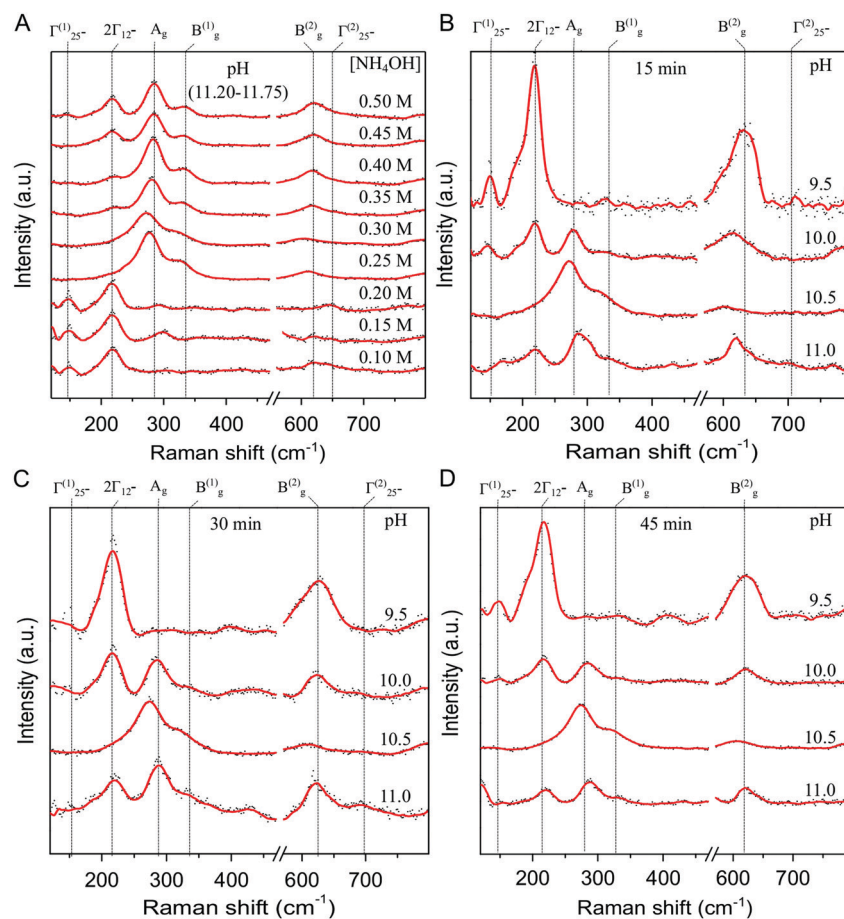 A
Γ(1)25- 2Γ12- Ag B(1)g B(2)g Γ(2)25-
pH
(11.20-11.75)
[NH4OH]
0.50 M
0.45 M
0.40 M
0.35 M
0.30 M
0.25 M
0.20 M
0.15 M
0.10 M
Intensity (a.u.)
200 300 400 600 700
Raman shift (cm-1)
B
Γ(1)25- 2Γ12- Ag B(1)g B(2)g Γ(2)25-
15 min pH
9.5
10.0
10.5
11.0
Intensity (a.u.)
200 300 400 600 700
Raman shift (cm-1)
C
Γ(1)25- 2Γ12- Ag B(1)g B(2)g Γ(2)25-
30 min pH
9.5
10.0
10.5
11.0
Intensity (a.u.)
200 300 400 600 700
Raman shift (cm-1)
D
Γ(1)25- 2Γ12- Ag B(1)g B(2)g
45 min pH
9.5
10.0
10.5
11.0
Intensity (a.u.)
200 300 400 600 700
Raman shift (cm-1)